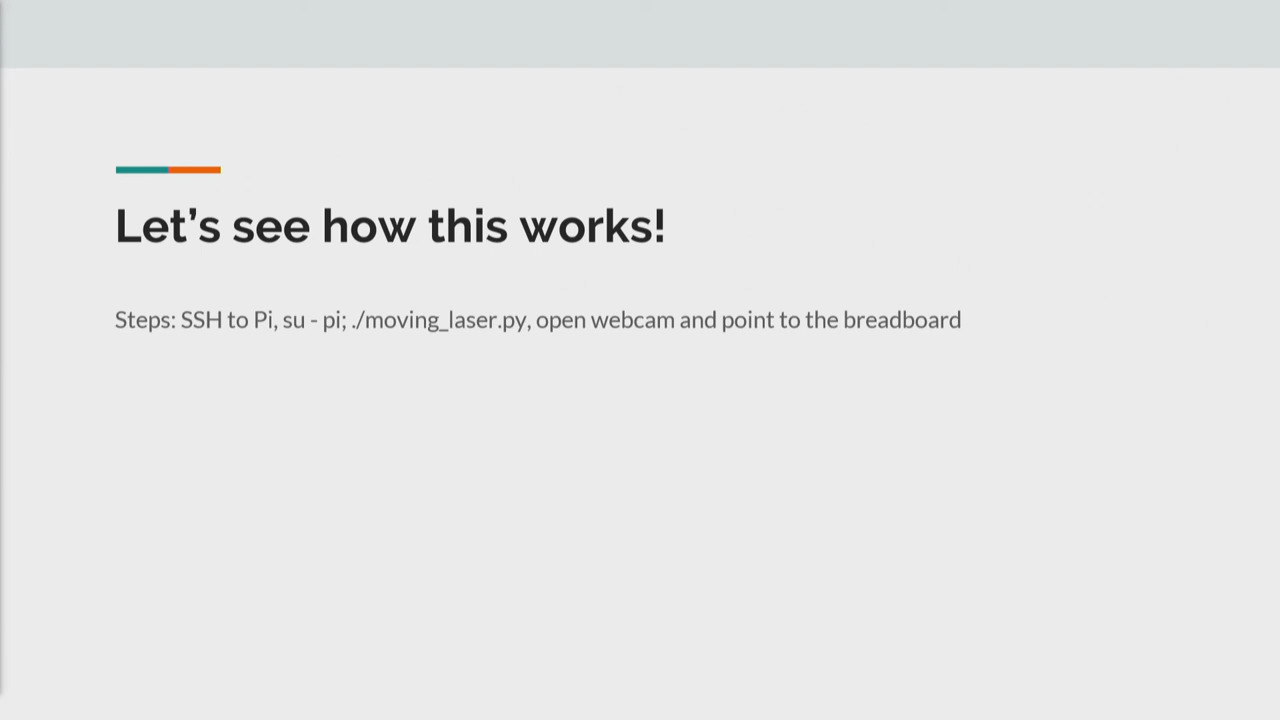 Let’s see how this works!
Steps: SSH to Pi, su - pi; ./moving_laser.py, open webcam and point to the breadboard